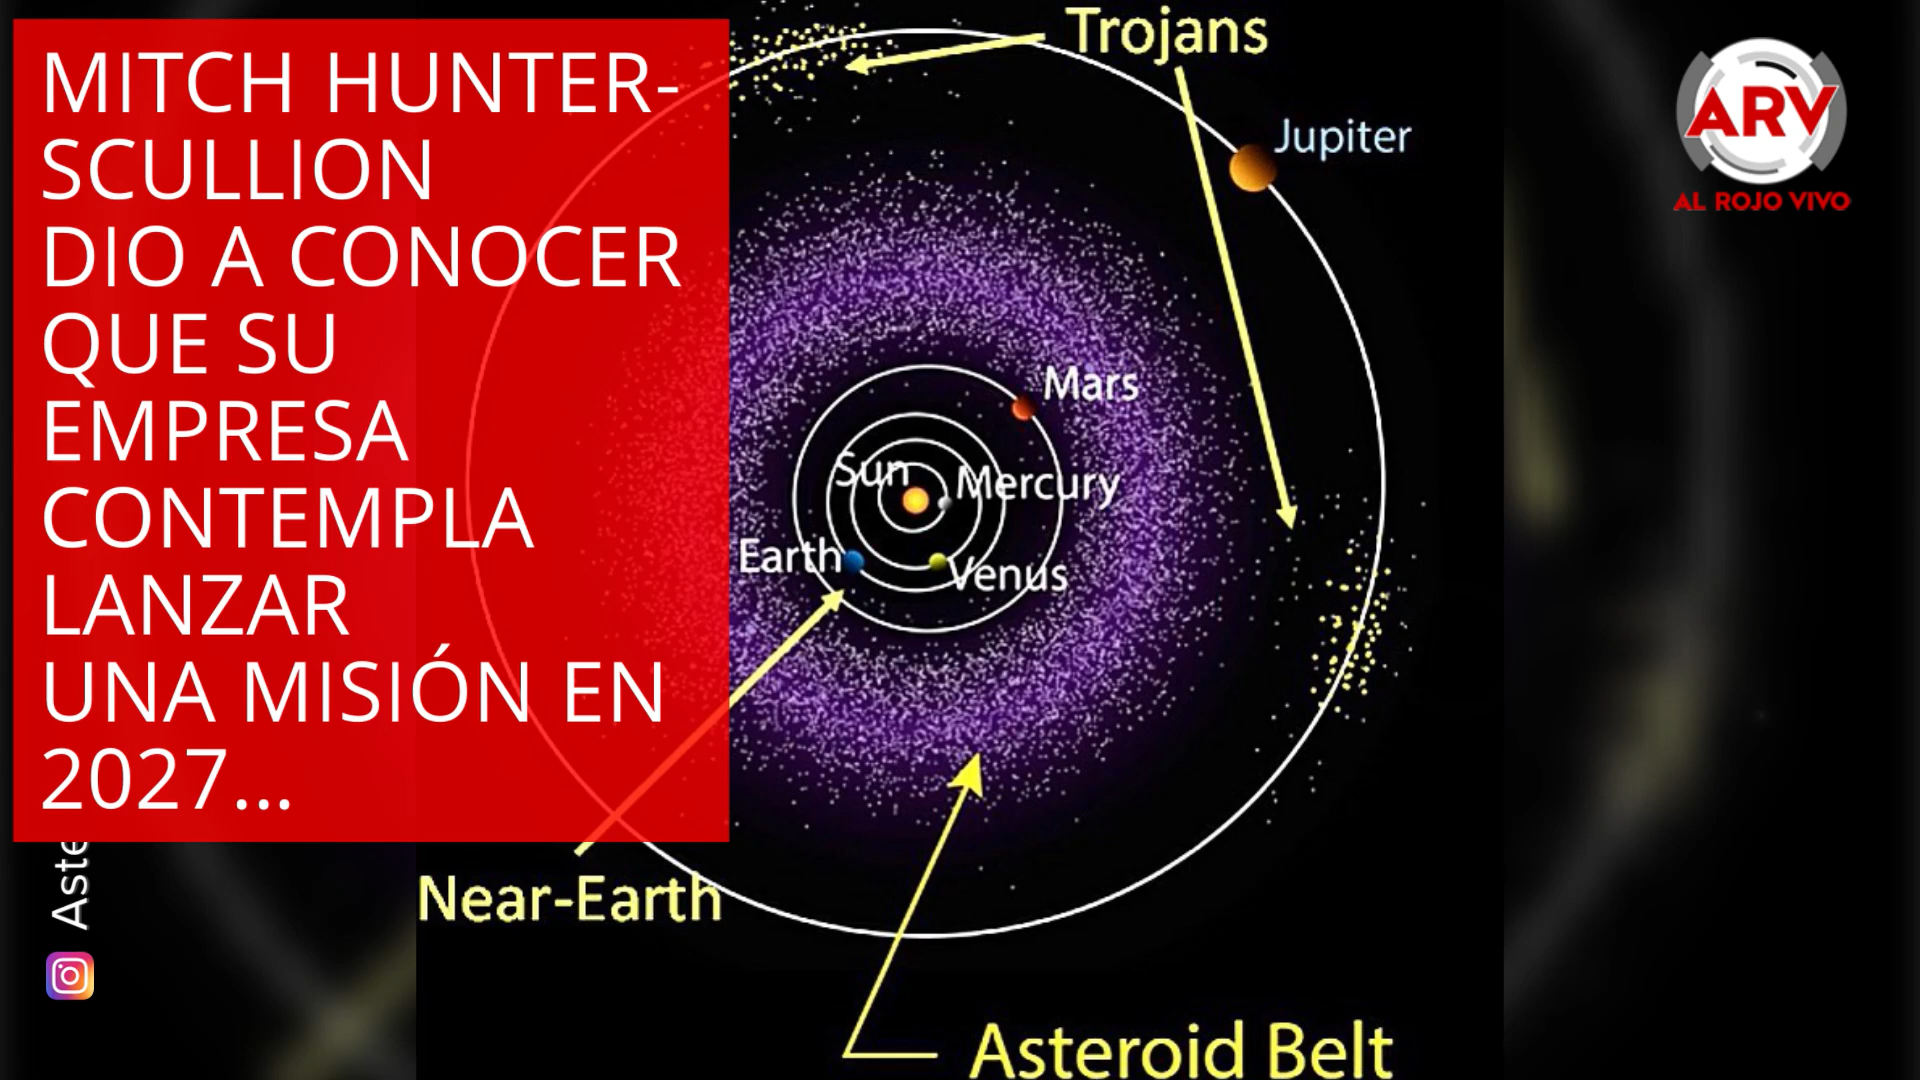 MITCH HUNTER-
SCULLION
DIO A CONOCER
QUE SU
EMPRESA
CONTEMPLA
LANZAR
UNA MISIÓN EN
2027...
Trojans
Jupiter
Mars
Sun
Mercury
Earth
Venus
Near-Earth
Asteroid Belt
ARV
AL ROJO VIVO